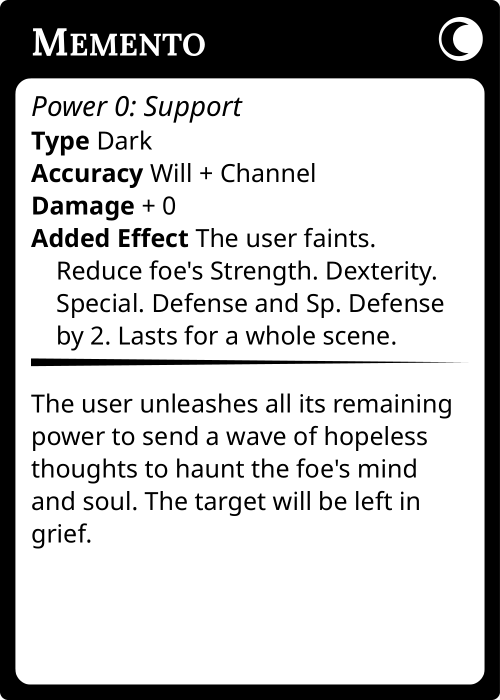 MEMENTO
Power 0: Support
Type Dark
Accuracy Will + Channel
Damage + 0
Added Effect The user faints.
Reduce foe's Strength. Dexterity.
Special. Defense and Sp. Defense
by 2. Lasts for a whole scene.
The user unleashes all its remaining
power to send a wave of hopeless
thoughts to haunt the foe's mind
and soul. The target will be left in
grief.